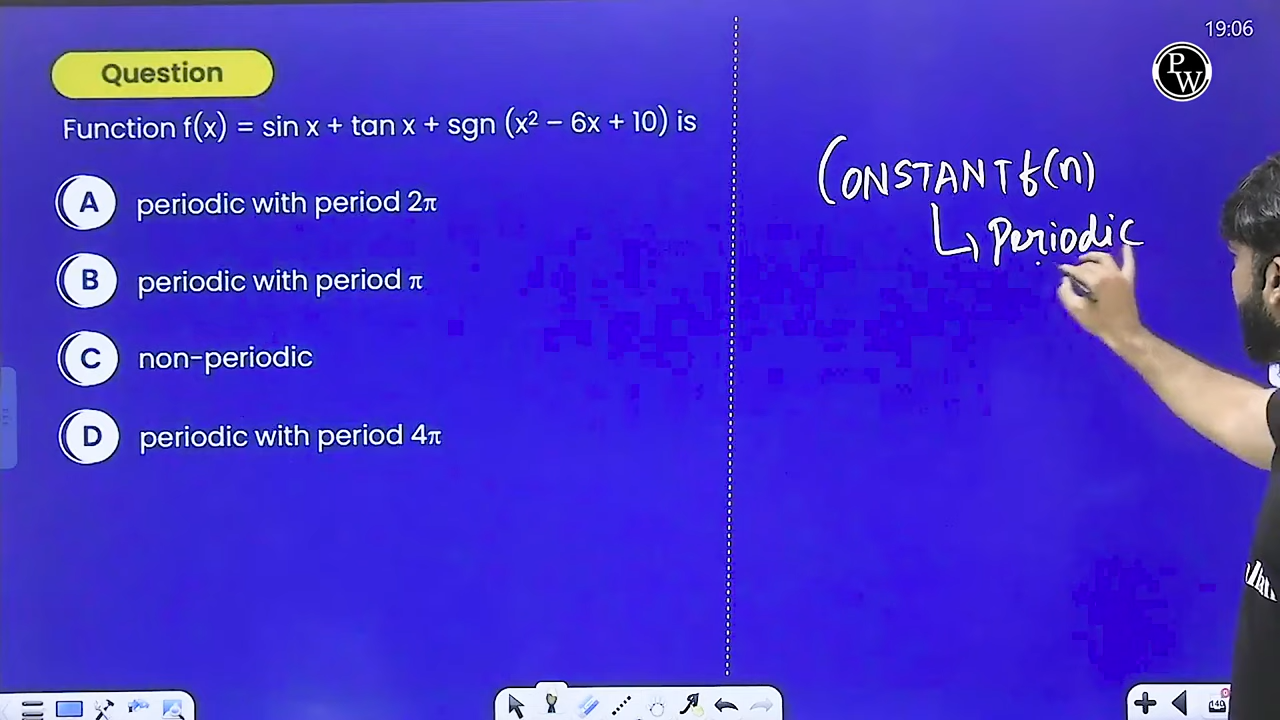 19:06
PW
Question
Function f(x) = sin x + tan x + sgn (x² − 6x + 10) is
A periodic with period 2π
B periodic with period π
C non-periodic
D periodic with period 4π
CONSTANT f(n)
↳ Periodic